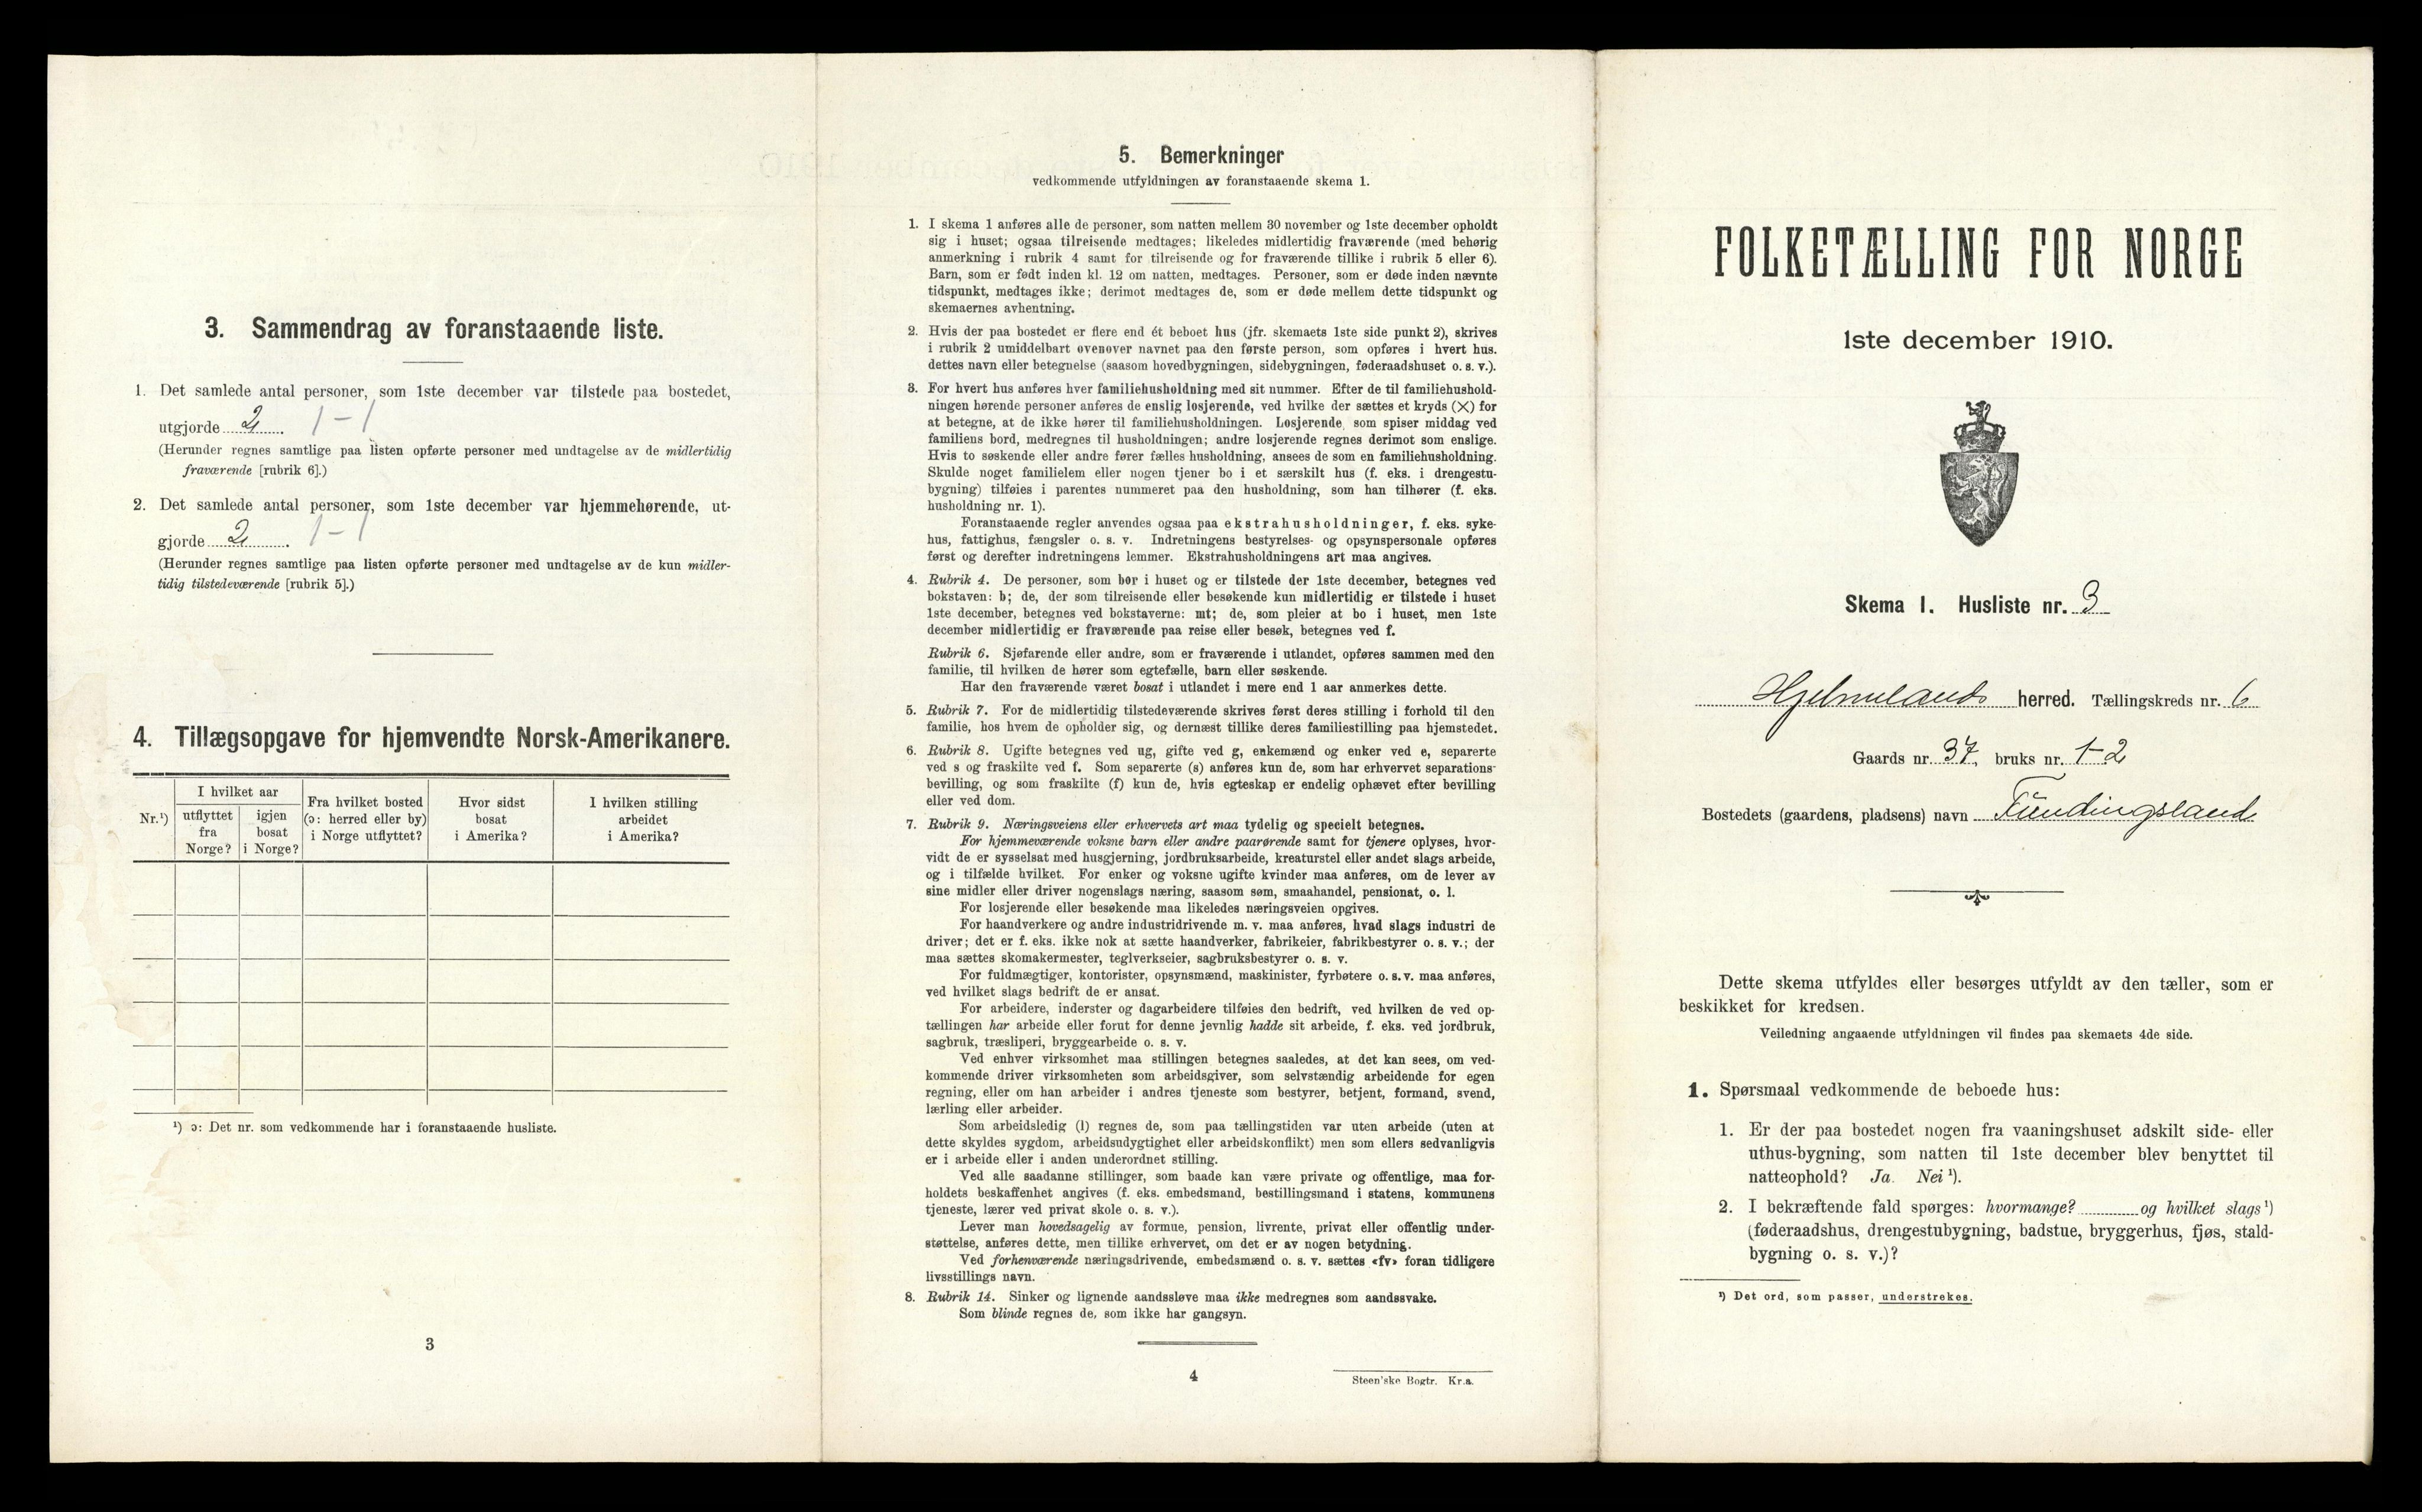 3. Sammendrag av foranstaaende liste.
1. Det samlede antal personer, som 1ste december var tilstede paa bostedet,
utgjorde 2. 1-1
(Herunder regnes samtlige paa listen opførte personer med undtagelse av de midlertidig
fraværende [rubrik 6].)
2. Det samlede antal personer, som 1ste december var hjemmehørende, ut-
gjorde 2. 1-1
(Herunder regnes samtlige paa listen opførte personer med undtagelse av de kun midler-
tidig tilstedeværende [rubrik 5].)
4. Tillægsopgave for hjemvendte Norsk-Amerikanere.
Nr.¹)
I hvilket aar
utflyttet
fra
Norge?
igjen
bosat
i Norge?
Fra hvilket bosted
(ɔ: herred eller by)
i Norge utflyttet?
Hvor sidst
bosat
i Amerika?
I hvilken stilling
arbeidet
i Amerika?
¹) ɔ: Det nr. som vedkommende har i foranstaaende husliste.
3
5. Bemerkninger
vedkommende utfyldningen av foranstaaende skema 1.
1. I skema 1 anføres alle de personer, som natten mellem 30 november og 1ste december opholdt
sig i huset; ogsaa tilreisende medtages; likeledes midlertidig fraværende (med behørig
anmerkning i rubrik 4 samt for tilreisende og for fraværende tillike i rubrik 5 eller 6).
Barn, som er født inden kl. 12 om natten, medtages. Personer, som er døde inden nævnte
tidspunkt, medtages ikke; derimot medtages de, som er døde mellem dette tidspunkt og
skemaernes avhentning.
2. Hvis der paa bostedet er flere end ét beboet hus (jfr. skemaets 1ste side punkt 2), skrives
i rubrik 2 umiddelbart ovenover navnet paa den første person, som opføres i hvert hus.
dettes navn eller betegnelse (saasom hovedbygningen, sidebygningen, føderaadshuset o. s. v.).
3. For hvert hus anføres hver familiehusholdning med sit nummer. Efter de til familiehushold-
ningen hørende personer anføres de enslig losjerende, ved hvilke der sættes et kryds (X) for
at betegne, at de ikke hører til familiehusholdningen. Losjerende som spiser middag ved
familiens bord, medregnes til husholdningen; andre losjerende regnes derimot som enslige.
Hvis to søskende eller andre fører fælles husholdning, ansees de som en familiehusholdning.
Skulde noget familielem eller nogen tjener bo i et særskilt hus (f. eks. i drengestu-
bygning) tilføies i parentes nummeret paa den husholdning, som han tilhører (f. eks.
husholdning nr. 1).
Foranstaaende regler anvendes ogsaa paa ekstrahusholdninger, f. eks. syke-
hus, fattighus, fængsler o. s. v. Indretningens bestyrelses- og opsynspersonale opføres
først og derefter indretningens lemmer. Ekstrahusholdningens art maa angives.
4. Rubrik 4. De personer, som bor i huset og er tilstede der 1ste december, betegnes ved
bokstaven: b; de, der som tilreisende eller besøkende kun midlertidig er tilstede i huset
1ste december, betegnes ved bokstaverne: mt; de, som pleier at bo i huset, men 1ste
december midlertidig er fraværende paa reise eller besøk, betegnes ved f.
Rubrik 6. Sjøfarende eller andre, som er fraværende i utlandet, opføres sammen med den
familie, til hvilken de hører som egtefælle, barn eller søskende.
Har den fraværende været bosat i utlandet i mere end 1 aar anmerkes dette.
5. Rubrik 7. For de midlertidig tilstedeværende skrives først deres stilling i forhold til den
familie, hos hvem de opholder sig, og dernæst tillike deres familiestilling paa hjemstedet.
6. Rubrik 8. Ugifte betegnes ved ug, gifte ved g, enkemænd og enker ved e, separerte
ved s og fraskilte ved f. Som separerte (s) anføres kun de, som har erhvervet separations-
bevilling, og som fraskilte (f) kun de, hvis egteskap er endelig ophævet efter bevilling
eller ved dom.
7. Rubrik 9. Næringsveiens eller erhvervets art maa tydelig og specielt betegnes.
For hjemmeværende voksne barn eller andre paarørende samt for tjenere oplyses, hvor-
vidt de er sysselsat med husgjerning, jordbruksarbeide, kreaturstel eller andet slags arbeide,
og i tilfælde hvilket. For enker og voksne ugifte kvinder maa anføres, om de lever av
sine midler eller driver nogenslags næring, saasom søm, smaahandel, pensionat, o. l.
For losjerende eller besøkende maa likeledes næringsveien opgives.
For haandverkere og andre industridrivende m. v. maa anføres, hvad slags industri de
driver; det er f. eks. ikke nok at sætte haandverker, fabrikeier, fabrikbestyrer o. s. v.; der
maa sættes skomakermester, teglverkseier, sagbruksbestyrer o. s. v.
For fuldmægtiger, kontorister, opsynsmænd, maskinister, fyrbøtere o. s. v. maa anføres,
ved hvilket slags bedrift de er ansat.
For arbeidere, inderster og dagarbeidere tilføies den bedrift, ved hvilken de ved op-
tællingen har arbeide eller forut for denne jevnlig hadde sit arbeide, f. eks. ved jordbruk,
sagbruk, træsliperi, bryggearbeide o. s. v.
Ved enhver virksomhet maa stillingen betegnes saaledes, at det kan sees, om ved-
kommende driver virksomheten som arbeidsgiver, som selvstændig arbeidende for egen
regning, eller om han arbeider i andres tjeneste som bestyrer, betjent, formand, svend,
lærling eller arbeider.
Som arbeidsledig (l) regnes de, som paa tællingstiden var uten arbeide (uten at
dette skyldes sygdom, arbeidsudygtighet eller arbeidskonflikt) men som ellers sedvanligvis
er i arbeide eller i anden underordnet stilling.
Ved alle saadanne stillinger, som baade kan være private og offentlige, maa for-
holdets beskaffenhet angives (f. eks. embedsmand, bestillingsmand i statens, kommunens
tjeneste, lærer ved privat skole o. s. v.).
Lever man hovedsagelig av formue, pension, livrente, privat eller offentlig under-
støttelse, anføres dette, men tillike erhvervet, om det er av nogen betydning.
Ved forhenværende næringsdrivende, embedsmænd o. s. v. sættes «fv» foran tidligere
livsstillings navn.
8. Rubrik 14. Sinker og lignende aandssløve maa ikke medregnes som aandssvake.
Som blinde regnes de, som ikke har gangsyn.
4
Steen'ske Bogtr. Kr.a.
FOLKETÆLLING FOR NORGE
1ste december 1910.
Skema 1. Husliste nr. 3
Hjelmelands herred. Tællingskreds nr. 6
Gaards nr. 37, bruks nr. 1-2
Bostedets (gaardens, pladsens) navn Fundingsland
Dette skema utfyldes eller besørges utfyldt av den tæller, som er
beskikket for kredsen.
Veiledning angaaende utfyldningen vil findes paa skemaets 4de side.
1. Spørsmaal vedkommende de beboede hus:
1. Er der paa bostedet nogen fra vaaningshuset adskilt side- eller
uthus-bygning, som natten til 1ste december blev benyttet til
natteophold? Ja. Nei ¹).
2. I bekræftende fald spørges: hvormange? og hvilket slags ¹)
(føderaadshus, drengestubygning, badstue, bryggerhus, fjøs, stald-
bygning o. s. v.)?
¹) Det ord, som passer, understrekes.